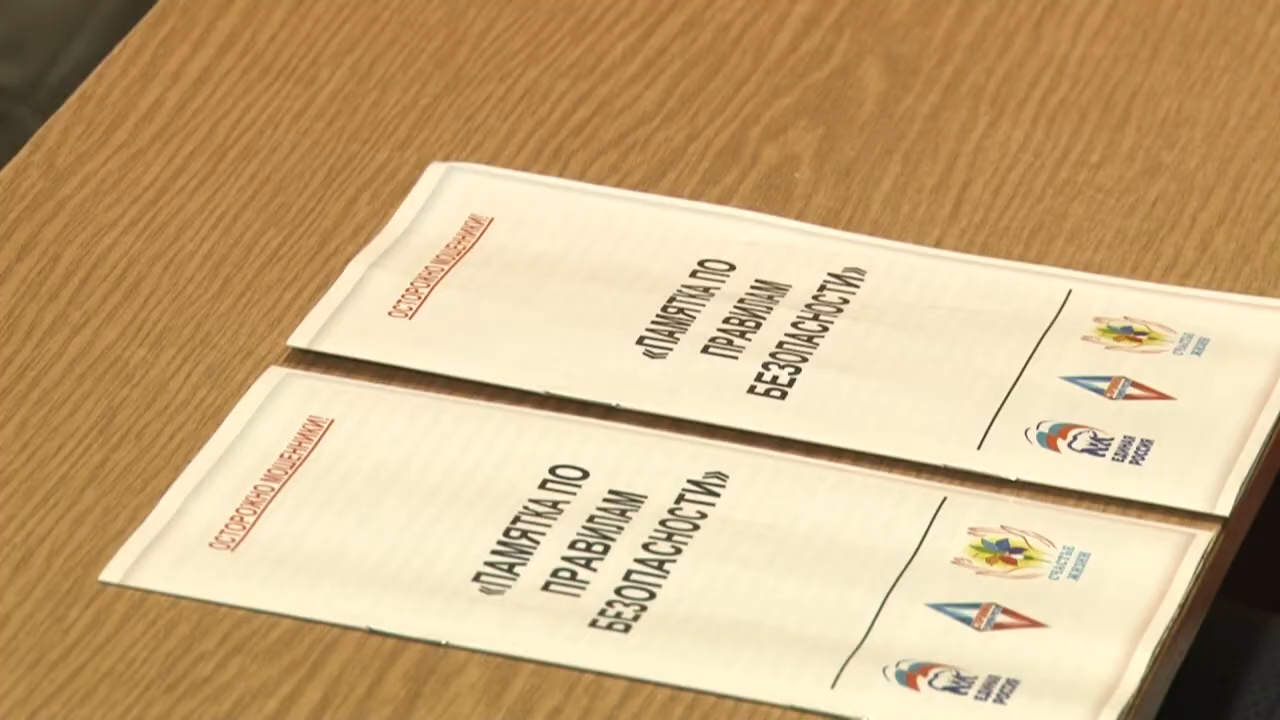 ОСТОРОЖНО МОШЕННИКИ!
«ПАМЯТКА ПО
ПРАВИЛАМ
БЕЗОПАСНОСТИ»
СЧАСТЬЕ
ЖИЗНИ
ЕДИНАЯ
РОССИЯ
ОСТОРОЖНО МОШЕННИКИ!
«ПАМЯТКА ПО
ПРАВИЛАМ
БЕЗОПАСНОСТИ»
СЧАСТЬЕ
ЖИЗНИ
ЕДИНАЯ
РОССИЯ